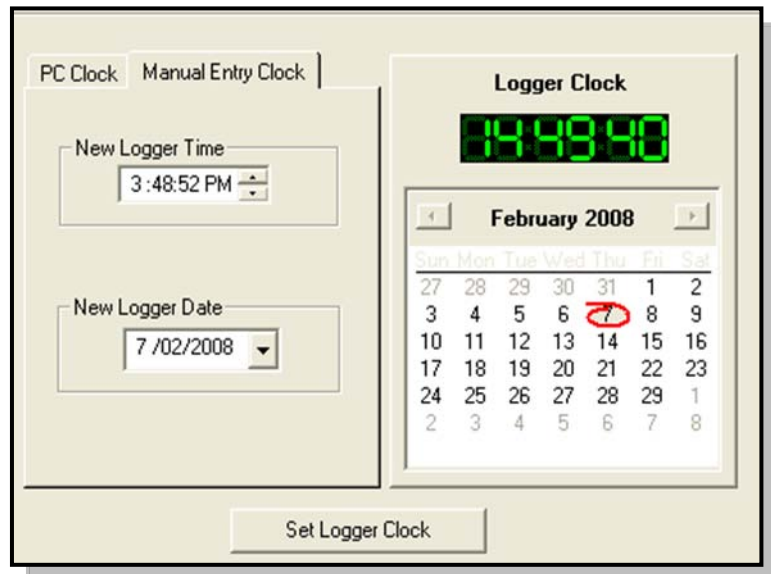 PC Clock Manual Entry Clock
New Logger Time
3 :48:52 PM
New Logger Date
7 /02/2008
Logger Clock
14:49:40
February 2008
Sun Mon Tue Wed Thu Fri Sat
27 28 29 30 31 1 2
3 4 5 6 7 8 9
10 11 12 13 14 15 16
17 18 19 20 21 22 23
24 25 26 27 28 29 1
2 3 4 5 6 7 8
Set Logger Clock